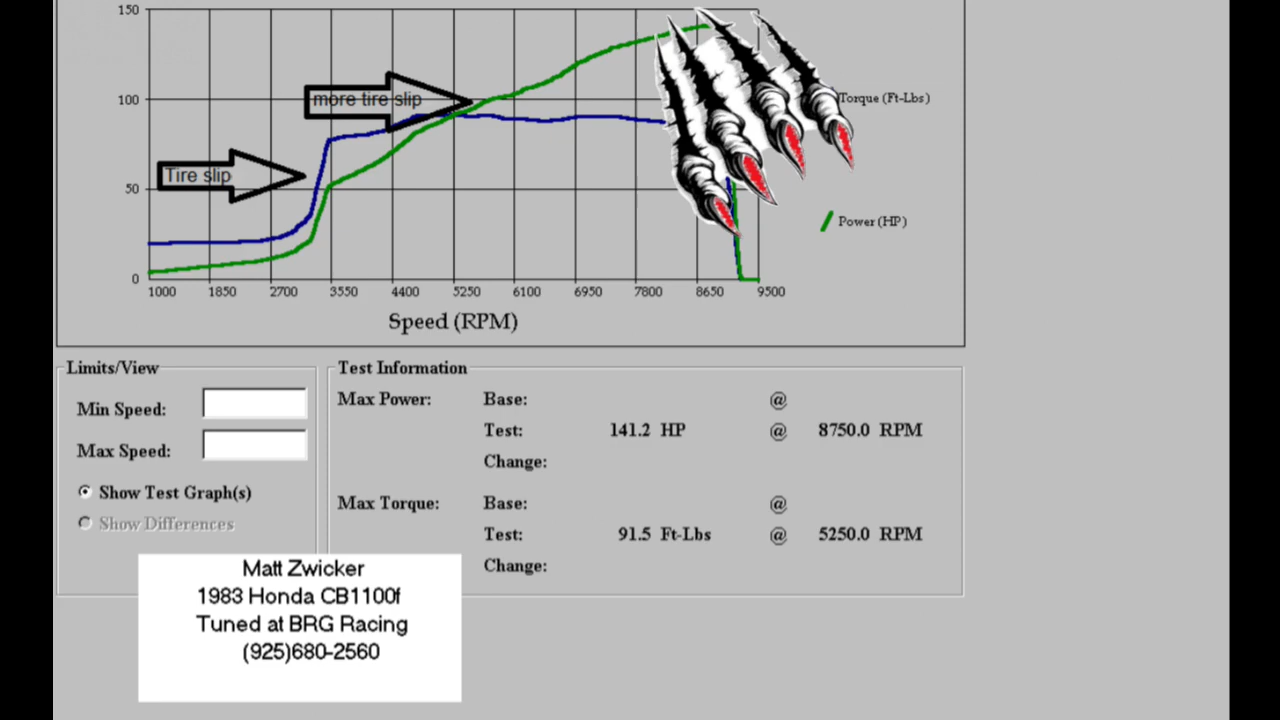 150
100
50
0
more tire slip
Tire slip
Torque (Ft-Lbs)
Power (HP)
1000 1850 2700 3550 4400 5250 6100 6950 7800 8650 9500
Speed (RPM)
Limits/View
Min Speed:
Max Speed:
Show Test Graph(s)
Show Differences
Test Information
Max Power: Base: @
Test: 141.2 HP @ 8750.0 RPM
Change:
Max Torque: Base: @
Test: 91.5 Ft-Lbs @ 5250.0 RPM
Change:
Matt Zwicker
1983 Honda CB1100f
Tuned at BRG Racing
(925)680-2560